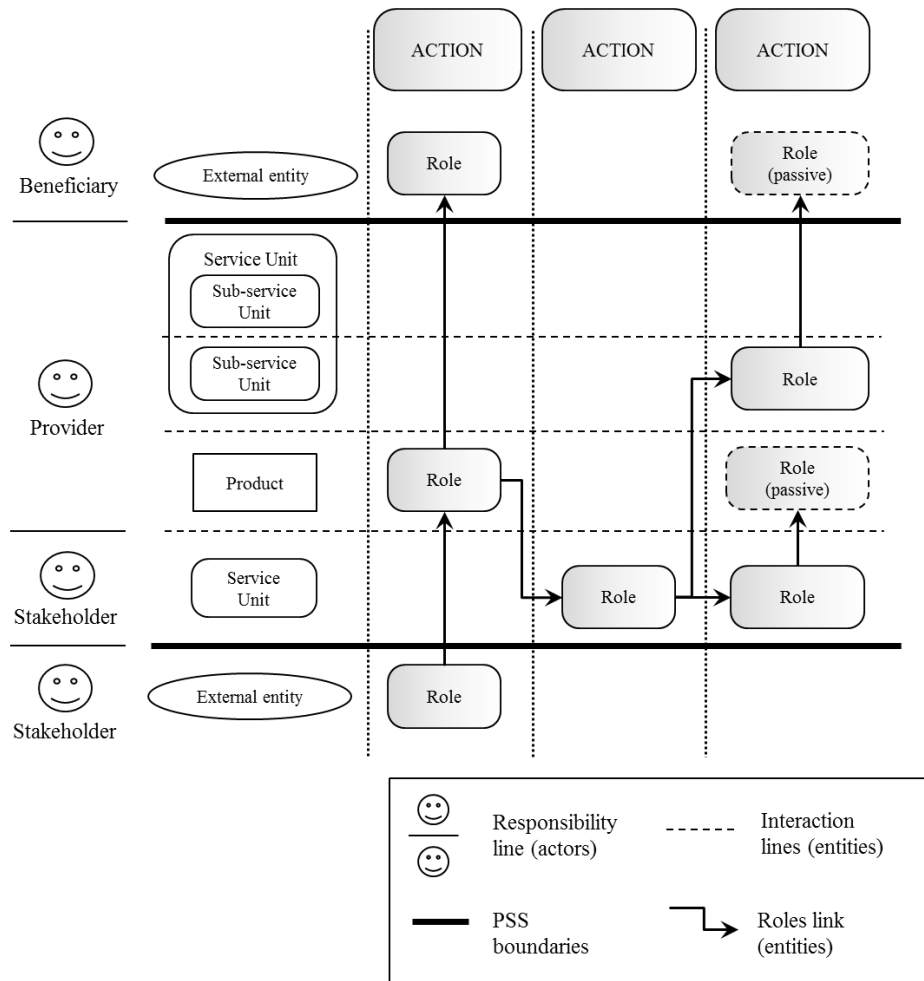 ACTION
ACTION
ACTION
Beneficiary
External entity
Role
Role
(passive)
Service Unit
Sub-service
Unit
Sub-service
Unit
Provider
Role
Product
Role
Role
(passive)
Stakeholder
Service
Unit
Role
Role
Stakeholder
External entity
Role
Responsibility
line (actors)
Interaction
lines (entities)
PSS
boundaries
Roles link
(entities)